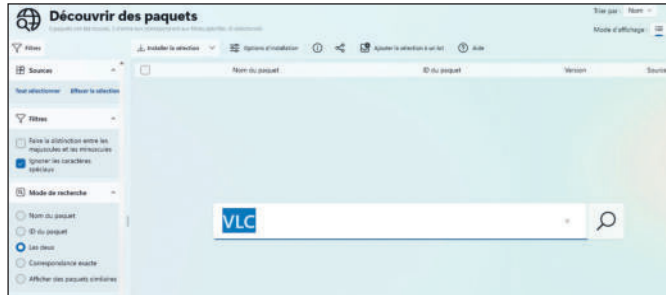 Découvrir des paquets
Trier par : Nom
Mode d'affichage :
Filtres
Installer la sélection
Options d'installation
Ajouter la sélection à un lot
Aide
Sources
Tout sélectionner Effacer la sélection
Nom du paquet ID du paquet Version Source
Filtres
Faire la distinction entre les
majuscules et les minuscules
Ignorer les caractères
spéciaux
Mode de recherche
Nom du paquet
ID du paquet
Les deux
Correspondance exacte
Afficher des paquets similaires
VLC